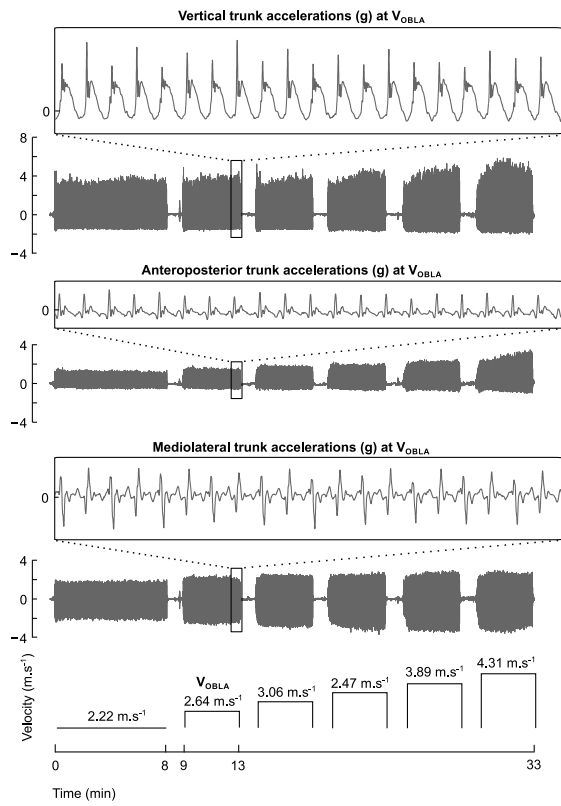 Vertical trunk accelerations (g) at VOBLA
0
8
4
0
−4
Anteroposterior trunk accelerations (g) at VOBLA
0
4
0
−4
Mediolateral trunk accelerations (g) at VOBLA
0
4
0
−4
Velocity (m.s-1)
VOBLA
2.22 m.s-1
2.64 m.s-1
3.06 m.s-1
2.47 m.s-1
3.89 m.s-1
4.31 m.s-1
0 8 9 13 33
Time (min)